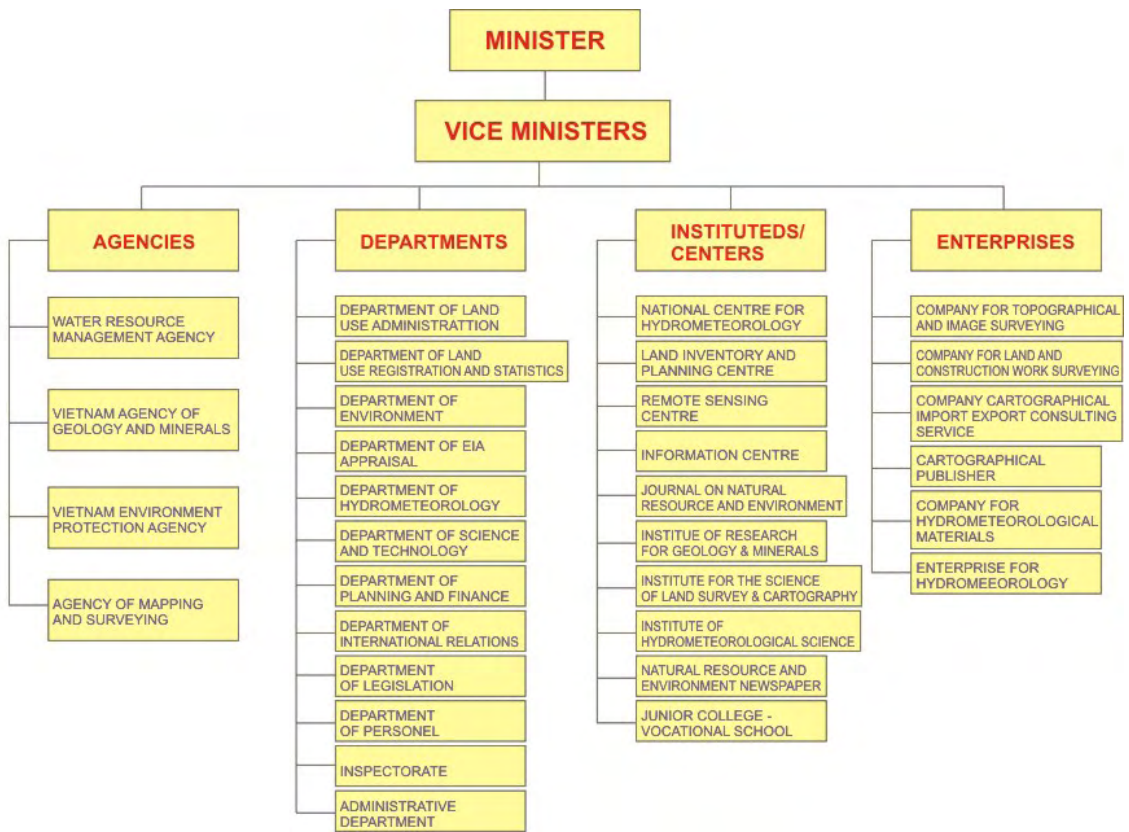 MINISTER
VICE MINISTERS
AGENCIES
WATER RESOURCE
MANAGEMENT AGENCY
VIETNAM AGENCY OF
GEOLOGY AND MINERALS
VIETNAM ENVIRONMENT
PROTECTION AGENCY
AGENCY OF MAPPING
AND SURVEYING
DEPARTMENTS
DEPARTMENT OF LAND
USE ADMINISTRATTION
DEPARTMENT OF LAND
USE REGISTRATION AND STATISTICS
DEPARTMENT OF
ENVIRONMENT
DEPARTMENT OF EIA
APPRAISAL
DEPARTMENT OF
HYDROMETEOROLOGY
DEPARTMENT OF SCIENCE
AND TECHNOLOGY
DEPARTMENT OF
PLANNING AND FINANCE
DEPARTMENT OF
INTERNATIONAL RELATIONS
DEPARTMENT
OF LEGISLATION
DEPARTMENT
OF PERSONEL
INSPECTORATE
ADMINISTRATIVE
DEPARTMENT
INSTITUTEDS/
CENTERS
NATIONAL CENTRE FOR
HYDROMETEOROLOGY
LAND INVENTORY AND
PLANNING CENTRE
REMOTE SENSING
CENTRE
INFORMATION CENTRE
JOURNAL ON NATURAL
RESOURCE AND ENVIRONMENT
INSTITUE OF RESEARCH
FOR GEOLOGY & MINERALS
INSTITUTE FOR THE SCIENCE
OF LAND SURVEY & CARTOGRAPHY
INSTITUTE OF
HYDROMETEOROLOGICAL SCIENCE
NATURAL RESOURCE AND
ENVIRONMENT NEWSPAPER
JUNIOR COLLEGE -
VOCATIONAL SCHOOL
ENTERPRISES
COMPANY FOR TOPOGRAPHICAL
AND IMAGE SURVEYING
COMPANY FOR LAND AND
CONSTRUCTION WORK SURVEYING
COMPANY CARTOGRAPHICAL
IMPORT EXPORT CONSULTING
SERVICE
CARTOGRAPHICAL
PUBLISHER
COMPANY FOR
HYDROMETEOROLOGICAL
MATERIALS
ENTERPRISE FOR
HYDROMEEOROLOGY